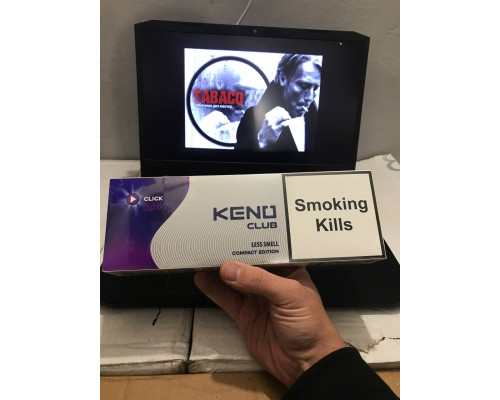 TABACO
CLICK
KENO
CLUB
LESS SMELL
COMPACT EDITION
Smoking
Kills